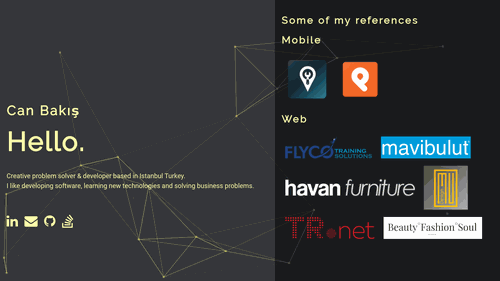 Can Bakış
Hello.
Creative problem solver & developer based in Istanbul Turkey.
I like developing software, learning new technologies and solving business problems.
in
Some of my references
Mobile
Web
FLYCO TRAINING SOLUTIONS
mavibulut
havan furniture
TR.net
Beauty Fashion Soul